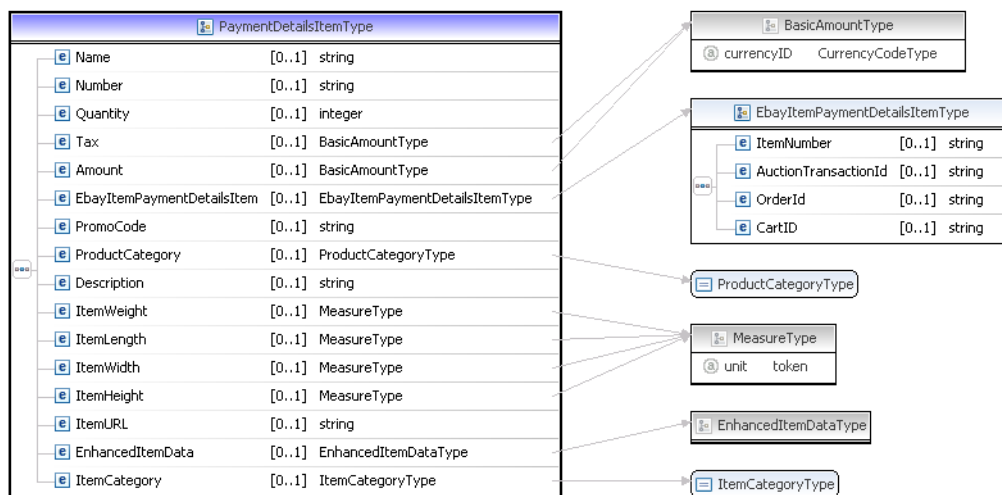 PaymentDetailsItemType
e Name [0..1] string
e Number [0..1] string
e Quantity [0..1] integer
e Tax [0..1] BasicAmountType
e Amount [0..1] BasicAmountType
e EbayItemPaymentDetailsItem [0..1] EbayItemPaymentDetailsItemType
e PromoCode [0..1] string
e ProductCategory [0..1] ProductCategoryType
e Description [0..1] string
e ItemWeight [0..1] MeasureType
e ItemLength [0..1] MeasureType
e ItemWidth [0..1] MeasureType
e ItemHeight [0..1] MeasureType
e ItemURL [0..1] string
e EnhancedItemData [0..1] EnhancedItemDataType
e ItemCategory [0..1] ItemCategoryType
BasicAmountType
a currencyID CurrencyCodeType
EbayItemPaymentDetailsItemType
e ItemNumber [0..1] string
e AuctionTransactionId [0..1] string
e OrderId [0..1] string
e CartID [0..1] string
ProductCategoryType
MeasureType
a unit token
EnhancedItemDataType
ItemCategoryType